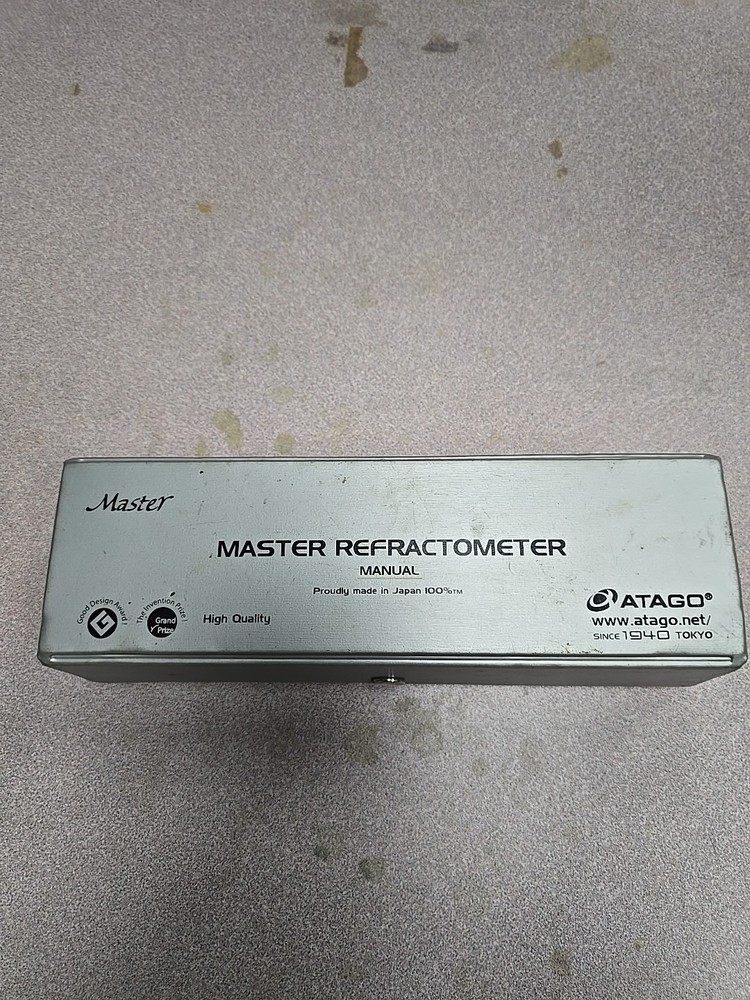 Master
MASTER REFRACTOMETER
MANUAL
Proudly made in Japan 100%™
Good Design Award!
The Invention Prize!
Grand
Prize
High Quality
ATAGO®
www.atago.net/
SINCE 1940 TOKYO